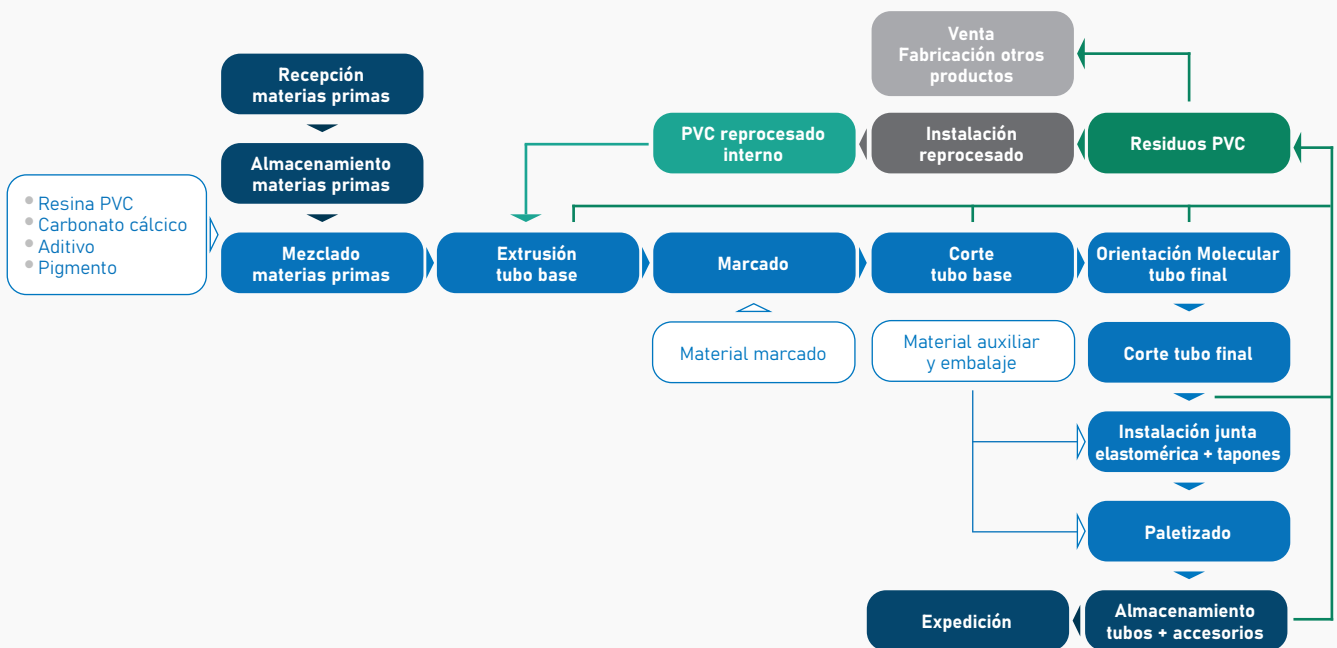 Venta
Fabricación otros
productos
Recepción
materias primas
PVC reprocesado
interno
Instalación
reprocesado
Residuos PVC
Almacenamiento
materias primas
Resina PVC
Carbonato cálcico
Aditivo
Pigmento
Mezclado
materias primas
Extrusión
tubo base
Marcado
Corte
tubo base
Orientación Molecular
tubo final
Material marcado
Material auxiliar
y embalaje
Corte tubo final
Instalación junta
elastomérica + tapones
Paletizado
Expedición
Almacenamiento
tubos + accesorios